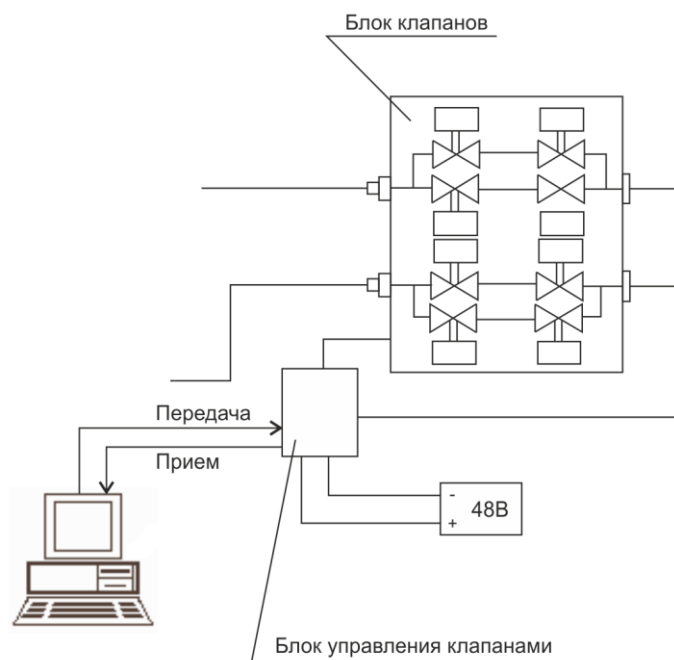 Блок клапанов
Передача
Прием
-
48В
+
Блок управления клапанами